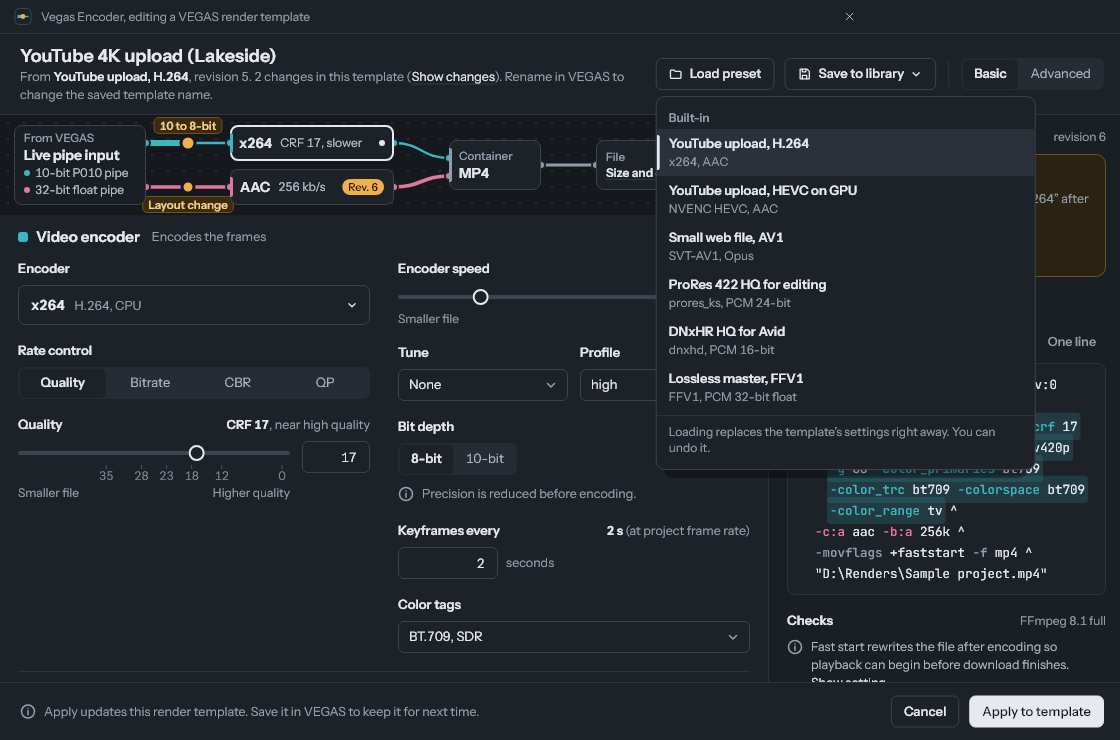 Vegas Encoder, editing a VEGAS render template
YouTube 4K upload (Lakeside)
From YouTube upload, H.264, revision 5. 2 changes in this template (Show changes). Rename in VEGAS to
change the saved template name.
Load preset
Save to library
Basic
Advanced
From VEGAS
Live pipe input
10-bit P010 pipe
32-bit float pipe
10 to 8-bit
Layout change
x264 CRF 17, slower
AAC 256 kb/s Rev. 6
Container
MP4
File
Size and
revision 6
264" after
Built-in
YouTube upload, H.264
x264, AAC
YouTube upload, HEVC on GPU
NVENC HEVC, AAC
Small web file, AV1
SVT-AV1, Opus
ProRes 422 HQ for editing
prores_ks, PCM 24-bit
DNxHR HQ for Avid
dnxhd, PCM 16-bit
Lossless master, FFV1
FFV1, PCM 32-bit float
Loading replaces the template's settings right away. You can
undo it.
Video encoder Encodes the frames
Encoder
x264 H.264, CPU
Rate control
Quality Bitrate CBR QP
Quality CRF 17, near high quality
17
35 28 23 18 12 0
Smaller file Higher quality
Encoder speed
Smaller file
Tune Profile
None high
Bit depth
8-bit 10-bit
Precision is reduced before encoding.
Keyframes every 2 s (at project frame rate)
2 seconds
Color tags
BT.709, SDR
One line
v:0
crf 17
v420p
-color_primaries bt709
-color_trc bt709 -colorspace bt709
-color_range tv ^
-c:a aac -b:a 256k ^
-movflags +faststart -f mp4 ^
"D:\Renders\Sample project.mp4"
Checks FFmpeg 8.1 full
Fast start rewrites the file after encoding so
playback can begin before download finishes.
Show setting
Apply updates this render template. Save it in VEGAS to keep it for next time.
Cancel
Apply to template